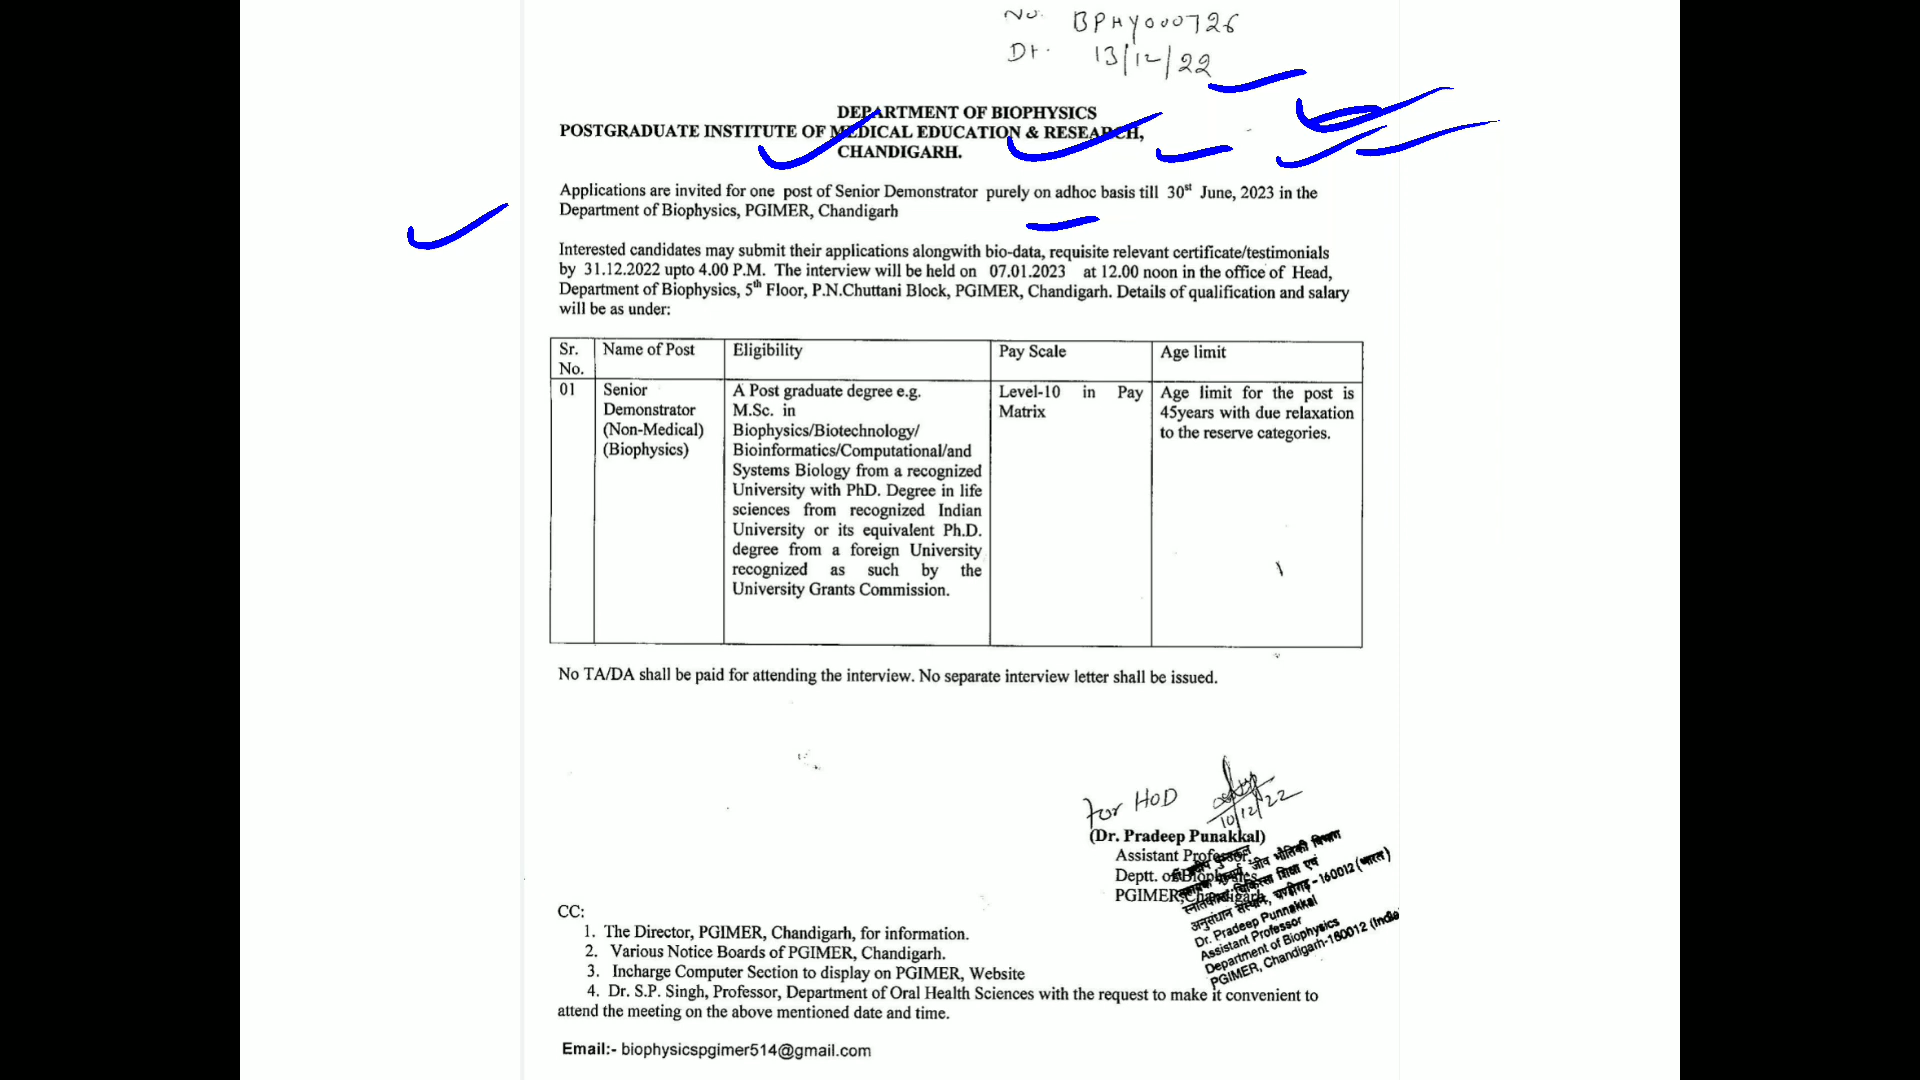 No. BPHY000726
Dt. 13/12/22
DEPARTMENT OF BIOPHYSICS
POSTGRADUATE INSTITUTE OF MEDICAL EDUCATION & RESEARCH,
CHANDIGARH.
Applications are invited for one post of Senior Demonstrator purely on adhoc basis till 30st June, 2023 in the
Department of Biophysics, PGIMER, Chandigarh
Interested candidates may submit their applications alongwith bio-data, requisite relevant certificate/testimonials
by 31.12.2022 upto 4.00 P.M. The interview will be held on 07.01.2023 at 12.00 noon in the office of Head,
Department of Biophysics, 5th Floor, P.N.Chuttani Block, PGIMER, Chandigarh. Details of qualification and salary
will be as under:
Sr. No. Name of Post Eligibility Pay Scale Age limit
01
Senior
Demonstrator
(Non-Medical)
(Biophysics)
A Post graduate degree e.g.
M.Sc. in
Biophysics/Biotechnology/
Bioinformatics/Computational/and
Systems Biology from a recognized
University with PhD. Degree in life
sciences from recognized Indian
University or its equivalent Ph.D.
degree from a foreign University
recognized as such by the
University Grants Commission.
Level-10 in Pay
Matrix
Age limit for the post is
45years with due relaxation
to the reserve categories.
No TA/DA shall be paid for attending the interview. No separate interview letter shall be issued.
For HOD
10/12/22
(Dr. Pradeep Punakkal)
Assistant Professor,
Deptt. of Biophysics
PGIMER, Chandigarh
जीव भौतिकी विभाग
स्नातकोत्तर चिकित्सा शिक्षा एवं
अनुसंधान संस्थान, चण्डीगढ़-160012 (भारत)
Dr. Pradeep Punnakkal
Assistant Professor
Department of Biophysics
PGIMER, Chandigarh-160012 (India
CC:
1. The Director, PGIMER, Chandigarh, for information.
2. Various Notice Boards of PGIMER, Chandigarh.
3. Incharge Computer Section to display on PGIMER, Website
4. Dr. S.P. Singh, Professor, Department of Oral Health Sciences with the request to make it convenient to
attend the meeting on the above mentioned date and time.
Email:- biophysicspgimer514@gmail.com